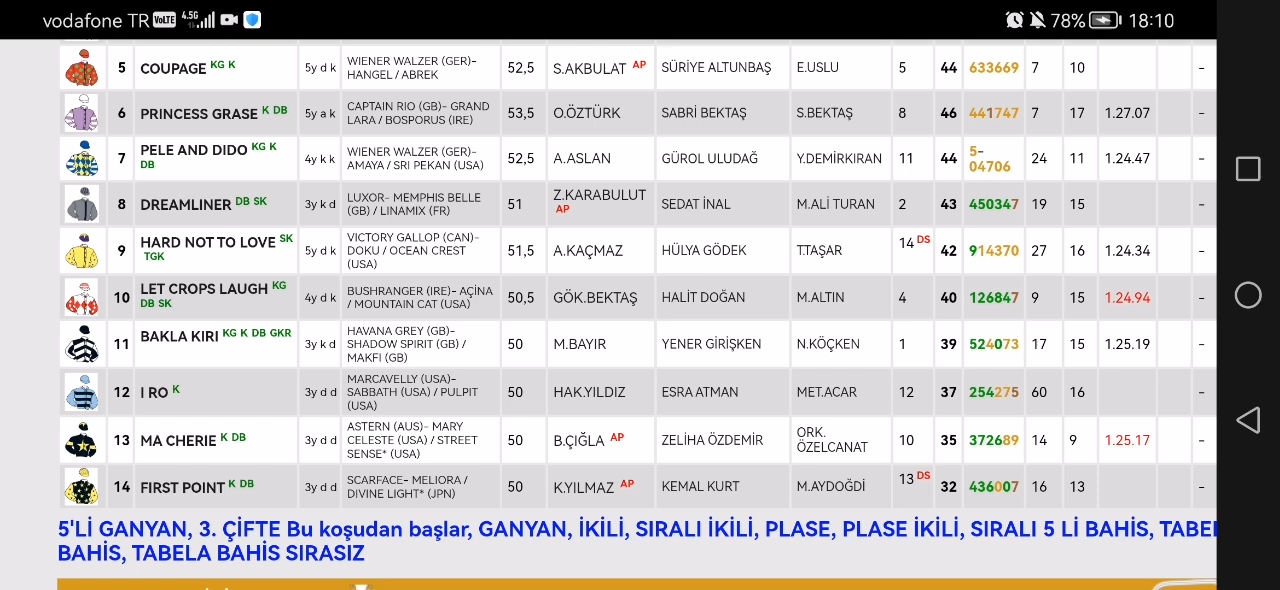 vodafone TR VoLTE 4.5G 78% 18:10
5 COUPAGE KG K 5y d k WIENER WALZER (GER)- HANGEL / ABREK 52,5 S.AKBULAT AP SÜRİYE ALTUNBAŞ E.USLU 5 44 633669 7 10 -
6 PRINCESS GRASE K DB 5y a k CAPTAIN RIO (GB)- GRAND LARA / BOSPORUS (IRE) 53,5 O.ÖZTÜRK SABRİ BEKTAŞ S.BEKTAŞ 8 46 441747 7 17 1.27.07 -
7 PELE AND DIDO KG K DB 4y k k WIENER WALZER (GER)- AMAYA / SRI PEKAN (USA) 52,5 A.ASLAN GÜROL ULUDAĞ Y.DEMİRKIRAN 11 44 5-04706 24 11 1.24.47 -
8 DREAMLINER DB SK 3y k d LUXOR- MEMPHIS BELLE (GB) / LINAMIX (FR) 51 Z.KARABULUT AP SEDAT İNAL M.ALİ TURAN 2 43 450347 19 15 -
9 HARD NOT TO LOVE SK TGK 5y d k VICTORY GALLOP (CAN)- DOKU / OCEAN CREST (USA) 51,5 A.KAÇMAZ HÜLYA GÖDEK T.TAŞAR 14 DS 42 914370 27 16 1.24.34 -
10 LET CROPS LAUGH KG DB SK 4y d k BUSHRANGER (IRE)- AÇİNA / MOUNTAIN CAT (USA) 50,5 GÖK.BEKTAŞ HALİT DOĞAN M.ALTIN 4 40 126847 9 15 1.24.94 -
11 BAKLA KIRI KG K DB GKR 3y k d HAVANA GREY (GB)- SHADOW SPIRIT (GB) / MAKFI (GB) 50 M.BAYIR YENER GİRİŞKEN N.KÖÇKEN 1 39 524073 17 15 1.25.19 -
12 I RO K 3y d d MARCAVELLY (USA)- SABBATH (USA) / PULPIT (USA) 50 HAK.YILDIZ ESRA ATMAN MET.ACAR 12 37 254275 60 16 -
13 MA CHERIE K DB 3y d d ASTERN (AUS)- MARY CELESTE (USA) / STREET SENSE* (USA) 50 B.ÇIĞLA AP ZELİHA ÖZDEMİR ORK. ÖZELCANAT 10 35 372689 14 9 1.25.17 -
14 FIRST POINT K DB 3y d d SCARFACE- MELIORA / DIVINE LIGHT* (JPN) 50 K.YILMAZ AP KEMAL KURT M.AYDOĞDİ 13 DS 32 436007 16 13 -
5'Lİ GANYAN, 3. ÇİFTE Bu koşudan başlar, GANYAN, İKİLİ, SIRALI İKİLİ, PLASE, PLASE İKİLİ, SIRALI 5 Lİ BAHİS, TABEL
BAHİS, TABELA BAHİS SIRASIZ